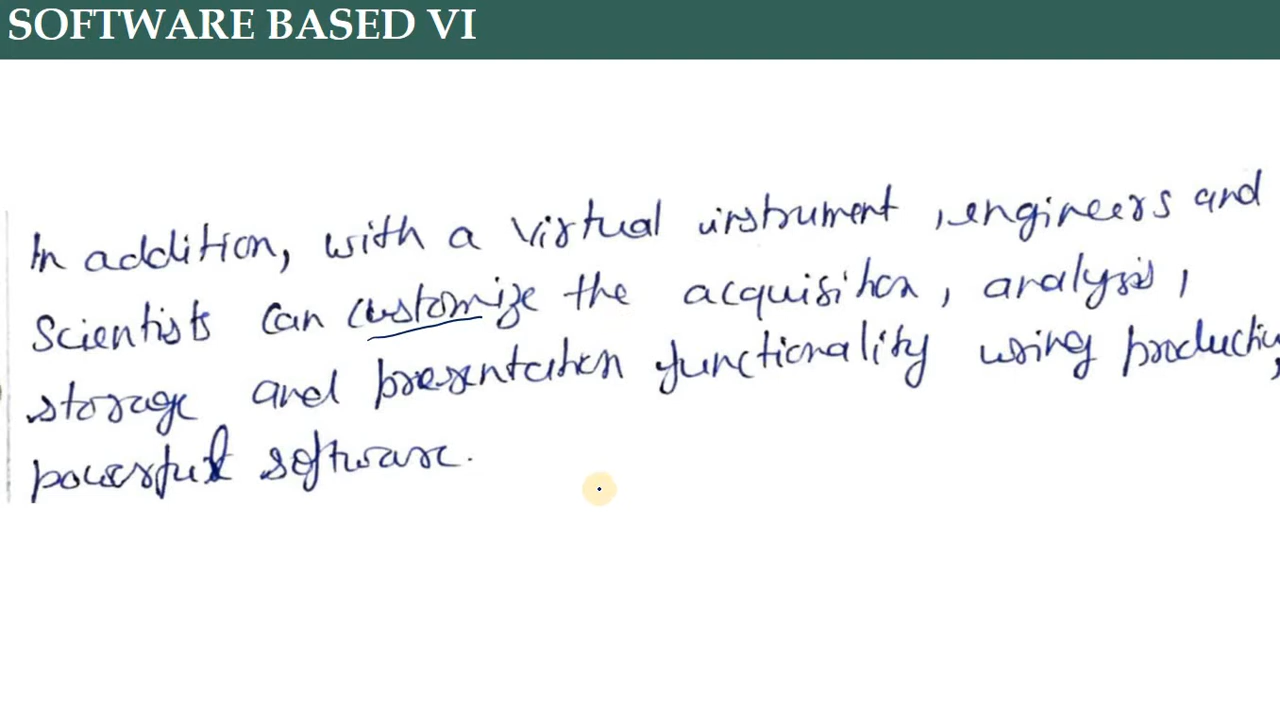 SOFTWARE BASED VI
In addition, with a virtual instrument, engineers and
Scientists can customize the acquisition, analysis,
storage and presentation functionality using productiv
powerful software.